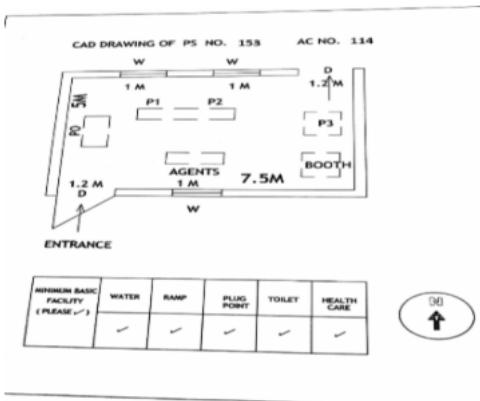 CAD DRAWING OF PS NO. 153 AC NO. 114
W W D
1 M 1 M 1.2 M
5M
P1 P2
P3
PO
AGENTS
BOOTH
1.2 M 1 M 7.5M
D
W
ENTRANCE
MINIMUM BASIC FACILITY (PLEASE ✓)
WATER
RAMP
PLUG POINT
TOILET
HEALTH CARE
✓ ✓ ✓ ✓ ✓
N